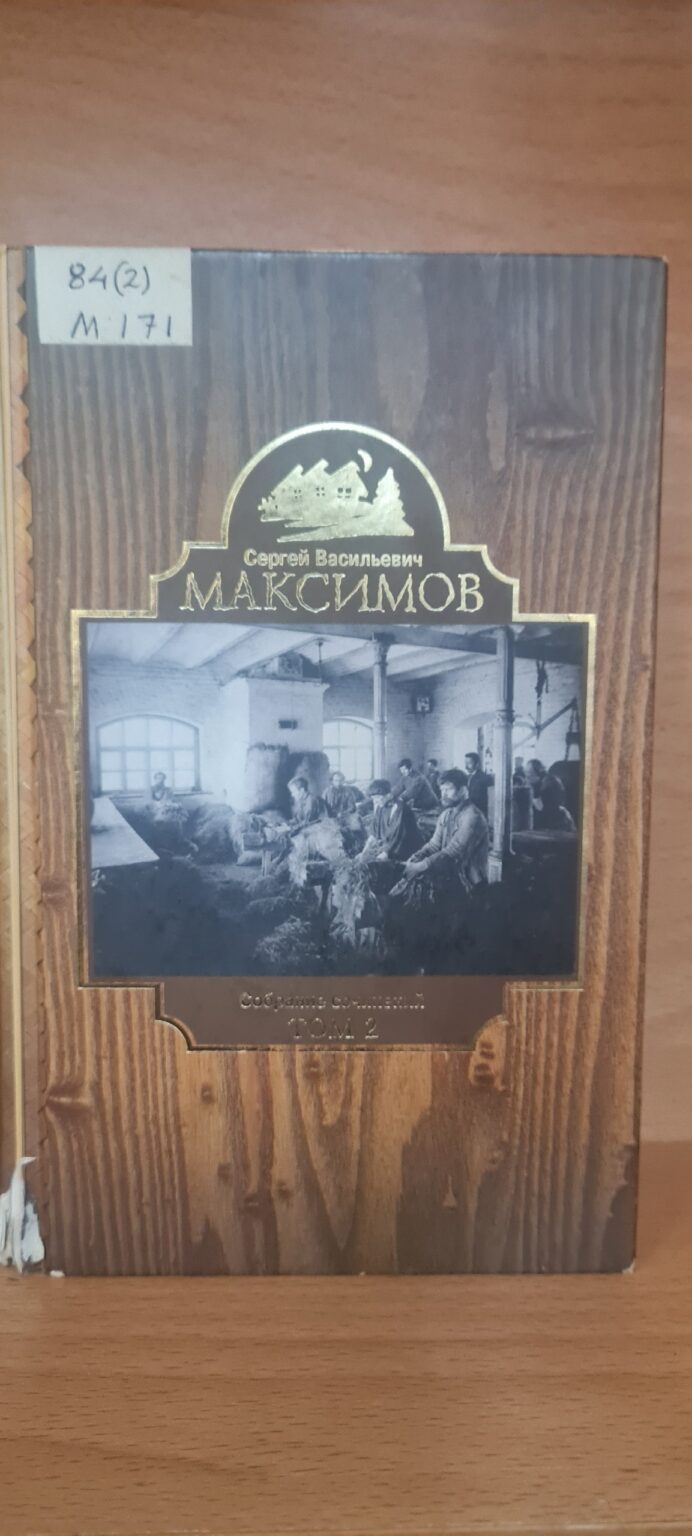 84(2)
М 171
Сергей Васильевич
МАКСИМОВ
Собрание сочинений
ТОМ 2